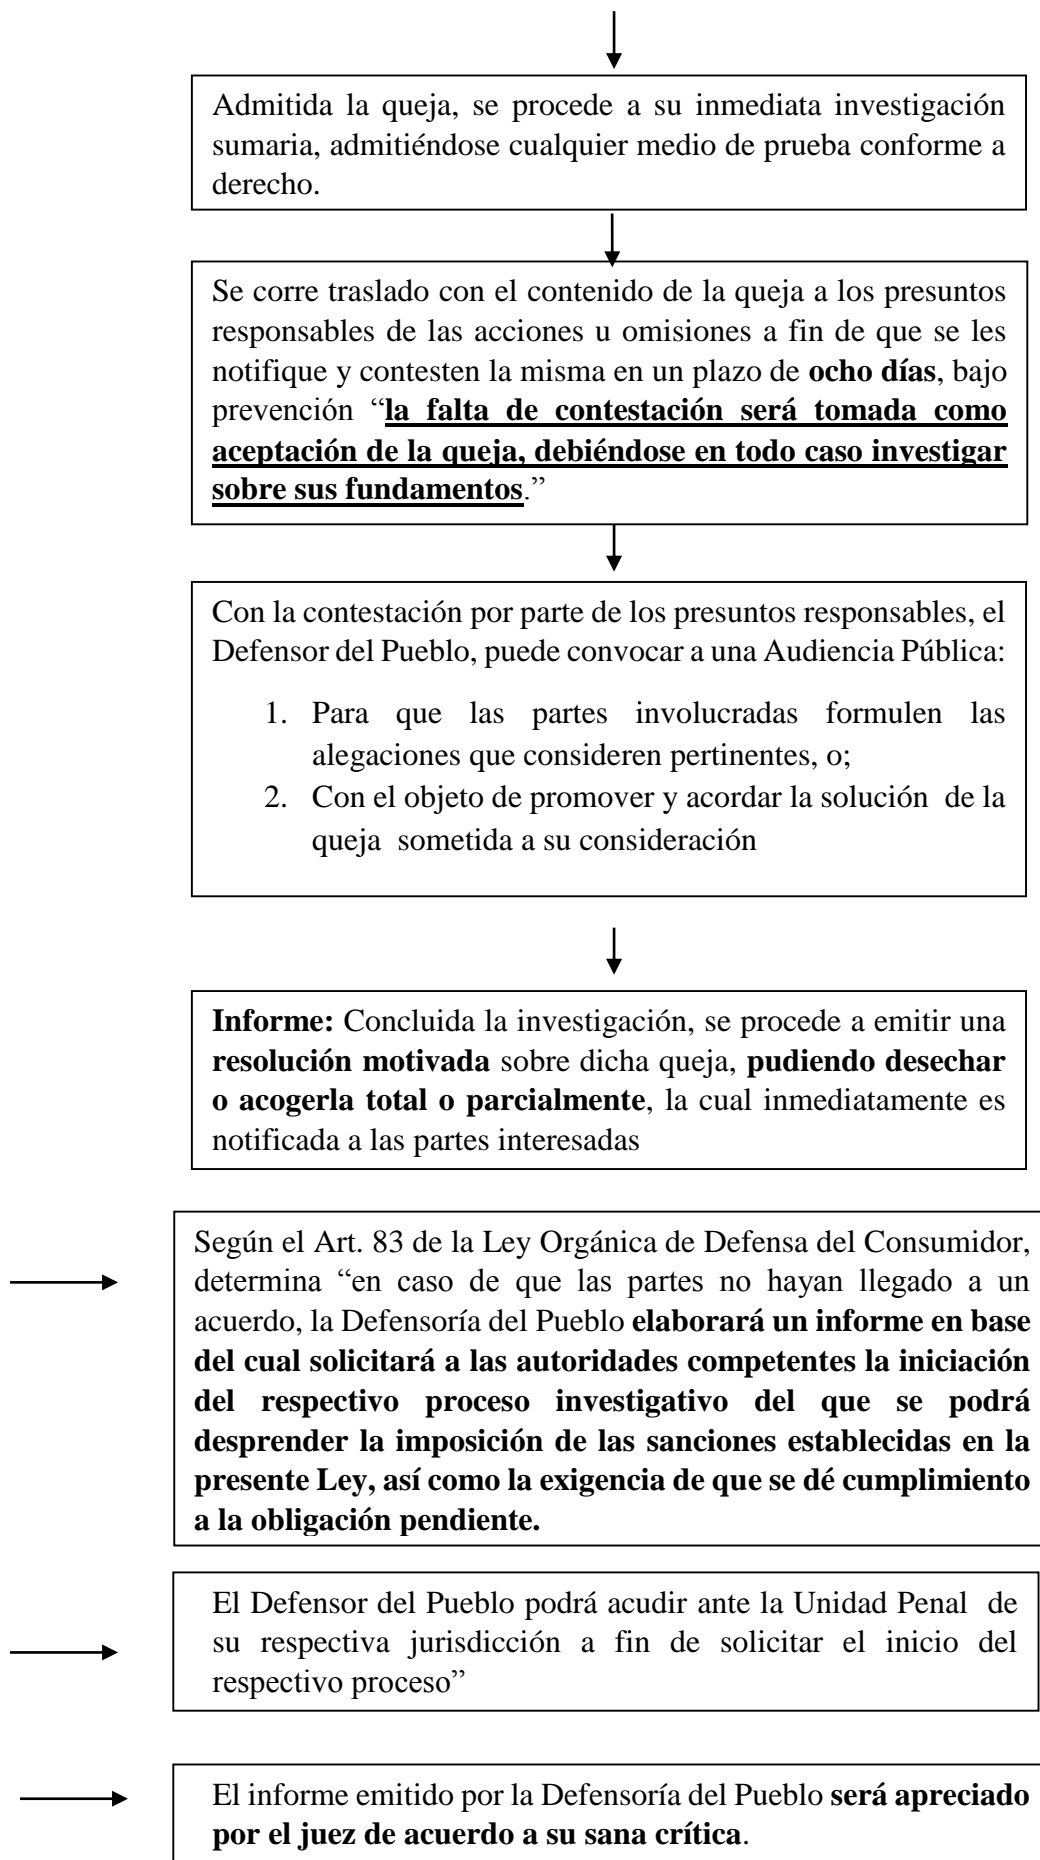 Admitida la queja, se procede a su inmediata investigación
sumaria, admitiéndose cualquier medio de prueba conforme a
derecho.
Se corre traslado con el contenido de la queja a los presuntos
responsables de las acciones u omisiones a fin de que se les
notifique y contesten la misma en un plazo de ocho días, bajo
prevención “la falta de contestación será tomada como
aceptación de la queja, debiéndose en todo caso investigar
sobre sus fundamentos.”
Con la contestación por parte de los presuntos responsables, el
Defensor del Pueblo, puede convocar a una Audiencia Pública:
1. Para que las partes involucradas formulen las
alegaciones que consideren pertinentes, o;
2. Con el objeto de promover y acordar la solución de la
queja sometida a su consideración
Informe: Concluida la investigación, se procede a emitir una
resolución motivada sobre dicha queja, pudiendo desechar
o acogerla total o parcialmente, la cual inmediatamente es
notificada a las partes interesadas
Según el Art. 83 de la Ley Orgánica de Defensa del Consumidor,
determina “en caso de que las partes no hayan llegado a un
acuerdo, la Defensoría del Pueblo elaborará un informe en base
del cual solicitará a las autoridades competentes la iniciación
del respectivo proceso investigativo del que se podrá
desprender la imposición de las sanciones establecidas en la
presente Ley, así como la exigencia de que se dé cumplimiento
a la obligación pendiente.
El Defensor del Pueblo podrá acudir ante la Unidad Penal de
su respectiva jurisdicción a fin de solicitar el inicio del
respectivo proceso”
El informe emitido por la Defensoría del Pueblo será apreciado
por el juez de acuerdo a su sana crítica.